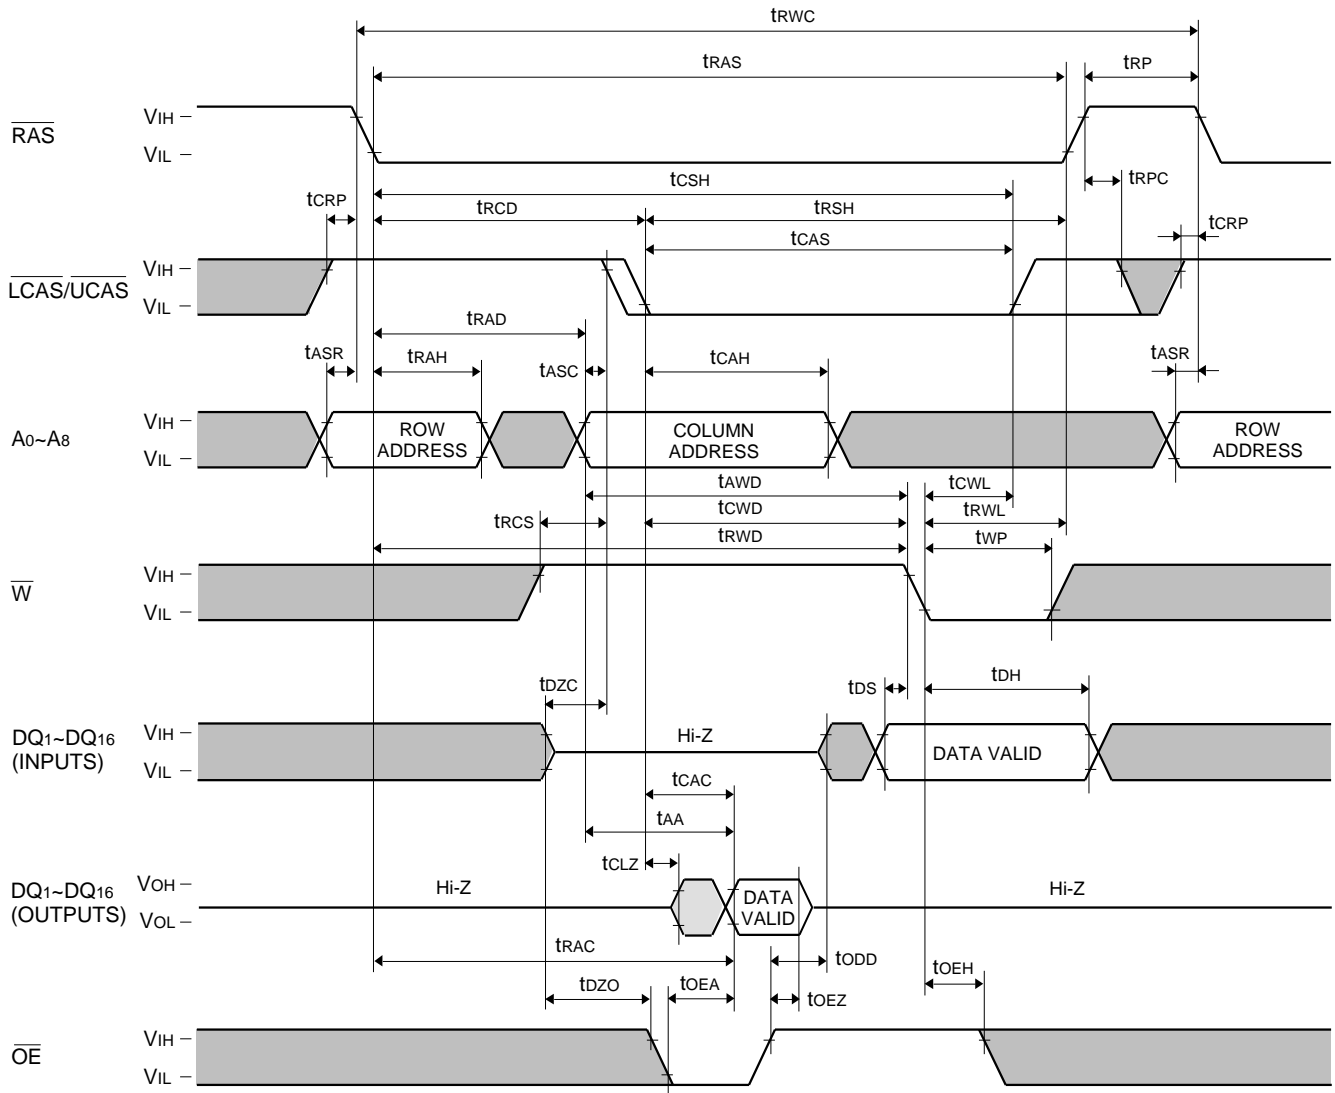 tRWC
tRAS
tRP
RAS
VIH
VIL
tCSH
tRPC
tCRP
tRCD
tRSH
tCRP
tCAS
LCAS/UCAS
VIH
VIL
tRAD
tASR
tRAH
tASC
tCAH
tASR
A0~A8
VIH
VIL
ROW
ADDRESS
COLUMN
ADDRESS
ROW
ADDRESS
tAWD
tCWL
tRCS
tCWD
tRWL
tRWD
tWP
W
VIH
VIL
tDZC
tDS
tDH
DQ1~DQ16
(INPUTS)
VIH
VIL
Hi-Z
DATA VALID
tCAC
tAA
tCLZ
DQ1~DQ16
(OUTPUTS)
VOH
VOL
Hi-Z
DATA
VALID
Hi-Z
tRAC
tODD
tOEH
tDZO
tOEA
tOEZ
OE
VIH
VIL